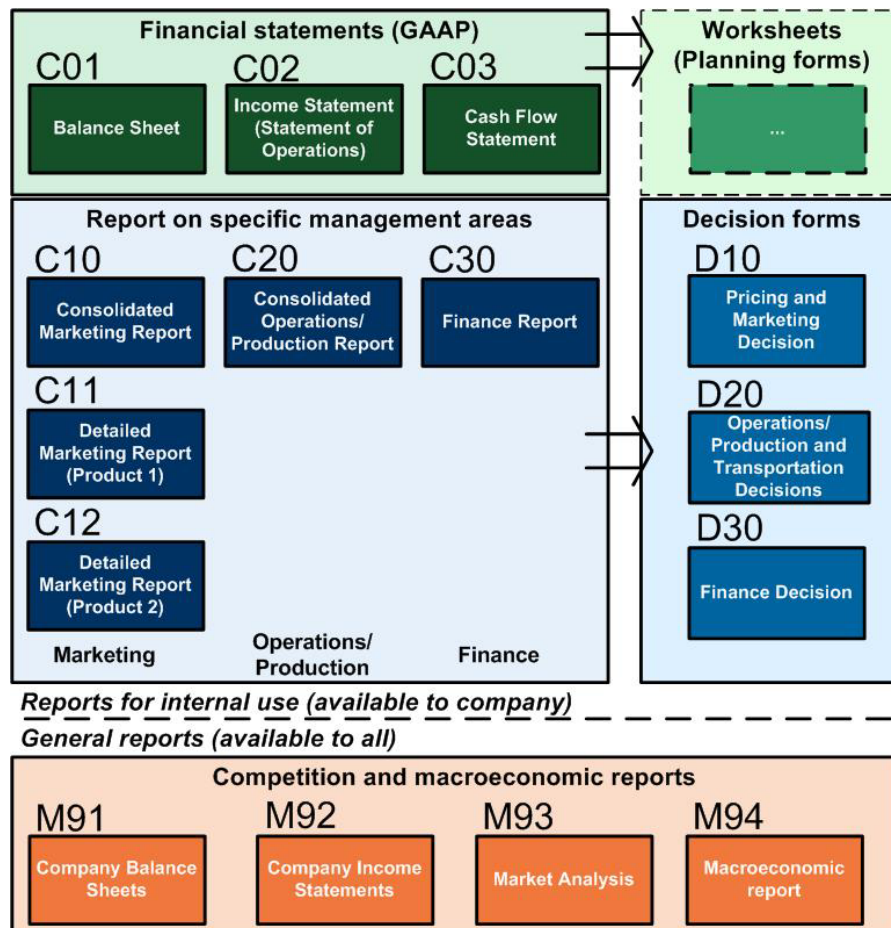 Financial statements (GAAP)
C01
Balance Sheet
C02
Income Statement
(Statement of
Operations)
C03
Cash Flow
Statement
Worksheets
(Planning forms)
...
Report on specific management areas
C10
Consolidated
Marketing Report
C20
Consolidated
Operations/
Production Report
C30
Finance Report
C11
Detailed
Marketing Report
(Product 1)
C12
Detailed
Marketing Report
(Product 2)
Marketing
Operations/
Production
Finance
Decision forms
D10
Pricing and
Marketing
Decision
D20
Operations/
Production and
Transportation
Decisions
D30
Finance Decision
Reports for internal use (available to company)
General reports (available to all)
Competition and macroeconomic reports
M91
Company Balance
Sheets
M92
Company Income
Statements
M93
Market Analysis
M94
Macroeconomic
report